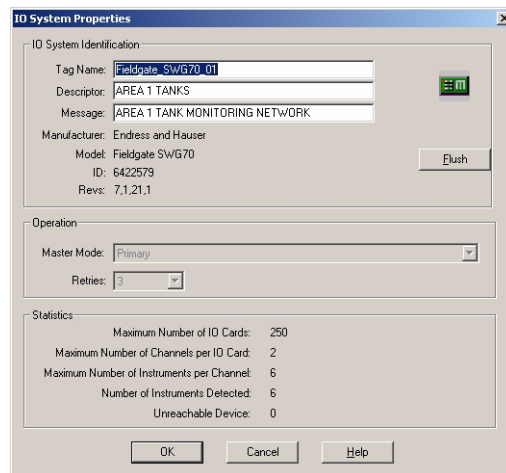 IO System Properties
IO System Identification
Tag Name: Fieldgate_SWG70_01
Descriptor: AREA 1 TANKS
Message: AREA 1 TANK MONITORING NETWORK
Manufacturer: Endress and Hauser
Model: Fieldgate SWG70
Flush
ID: 6422579
Revs: 7,1,21,1
Operation
Master Mode: Primary
Retries: 3
Statistics
Maximum Number of IO Cards: 250
Maximum Number of Channels per IO Card: 2
Maximum Number of Instruments per Channel: 6
Number of Instruments Detected: 6
Unreachable Device: 0
OK Cancel Help